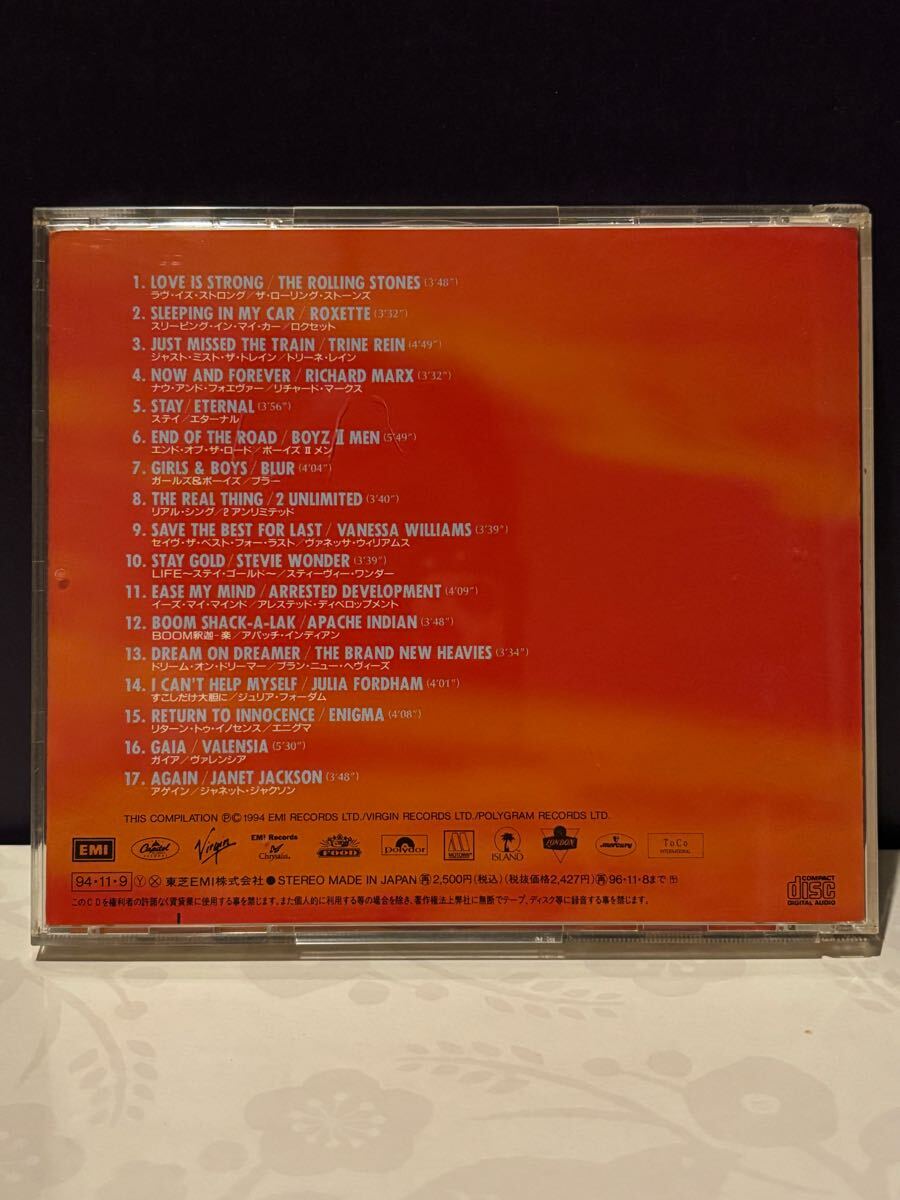 1. LOVE IS STRONG / THE ROLLING STONES (3'48")
ラヴ・イズ・ストロング／ザ・ローリング・ストーンズ
2. SLEEPING IN MY CAR / ROXETTE (3'32")
スリーピング・イン・マイ・カー／ロクセット
3. JUST MISSED THE TRAIN / TRINE REIN (4'49")
ジャスト・ミスト・ザ・トレイン／トリーネ・レイン
4. NOW AND FOREVER / RICHARD MARX (3'32")
ナウ・アンド・フォエヴァー／リチャード・マークス
5. STAY / ETERNAL (3'56")
ステイ／エターナル
6. END OF THE ROAD / BOYZ II MEN (5'49")
エンド・オブ・ザ・ロード／ボーイズ II メン
7. GIRLS & BOYS / BLUR (4'04")
ガールズ&ボーイズ／ブラー
8. THE REAL THING / 2 UNLIMITED (3'40")
リアル・シング／2 アンリミテッド
9. SAVE THE BEST FOR LAST / VANESSA WILLIAMS (3'39")
セイヴ・ザ・ベスト・フォー・ラスト／ヴァネッサ・ウィリアムス
10. STAY GOLD / STEVIE WONDER (3'39")
LIFE〜ステイ・ゴールド〜／スティーヴィー・ワンダー
11. EASE MY MIND / ARRESTED DEVELOPMENT (4'09")
イーズ・マイ・マインド／アレステッド・ディベロップメント
12. BOOM SHACK-A-LAK / APACHE INDIAN (3'48")
BOOM釈迦-楽／アパッチ・インディアン
13. DREAM ON DREAMER / THE BRAND NEW HEAVIES (3'34")
ドリーム・オン・ドリーマー／ブラン・ニュー・ヘヴィーズ
14. I CAN'T HELP MYSELF / JULIA FORDHAM (4'01")
すこしだけ大胆に／ジュリア・フォーダム
15. RETURN TO INNOCENCE / ENIGMA (4'08")
リターン・トゥ・イノセンス／エニグマ
16. GAIA / VALENSIA (5'30")
ガイア／ヴァレンシア
17. AGAIN / JANET JACKSON (3'48")
アゲイン／ジャネット・ジャクソン
THIS COMPILATION ℗© 1994 EMI RECORDS LTD./VIRGIN RECORDS LTD./POLYGRAM RECORDS LTD.
EMI Capitol RECORDS Virgin EMI Records Chrysalis. FOOD polydor MOTOWN ISLAND LONDON mercury ToCo INTERNATIONAL
94・11・9 Ⓨ 東芝EMI株式会社 ● STEREO MADE IN JAPAN 再 2,500円(税込)(税抜価格2,427円) 再 96・11・8まで
このCDを権利者の許諾なく賃貸業に使用する事を禁じます。また個人的に利用する等の場合を除き、著作権法上弊社に無断でテープ、ディスク等に録音する事を禁じます。
COMPACT disc DIGITAL AUDIO